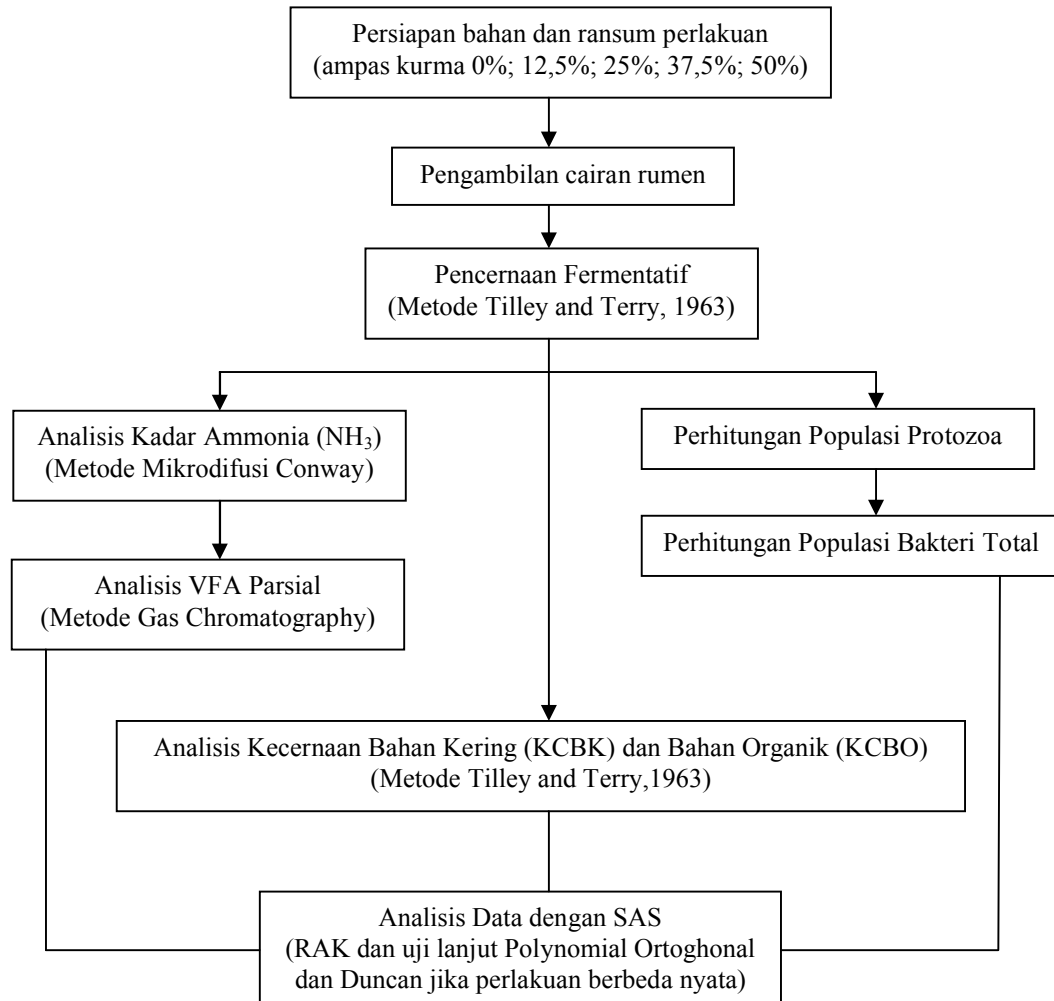 Persiapan bahan dan ransum perlakuan
(ampas kurma 0%; 12,5%; 25%; 37,5%; 50%)
Pengambilan cairan rumen
Pencernaan Fermentatif
(Metode Tilley and Terry, 1963)
Analisis Kadar Ammonia (NH₃)
(Metode Mikrodifusi Conway)
Perhitungan Populasi Protozoa
Perhitungan Populasi Bakteri Total
Analisis VFA Parsial
(Metode Gas Chromatography)
Analisis Kecernaan Bahan Kering (KCBK) dan Bahan Organik (KCBO)
(Metode Tilley and Terry,1963)
Analisis Data dengan SAS
(RAK dan uji lanjut Polynomial Ortoghonal
dan Duncan jika perlakuan berbeda nyata)